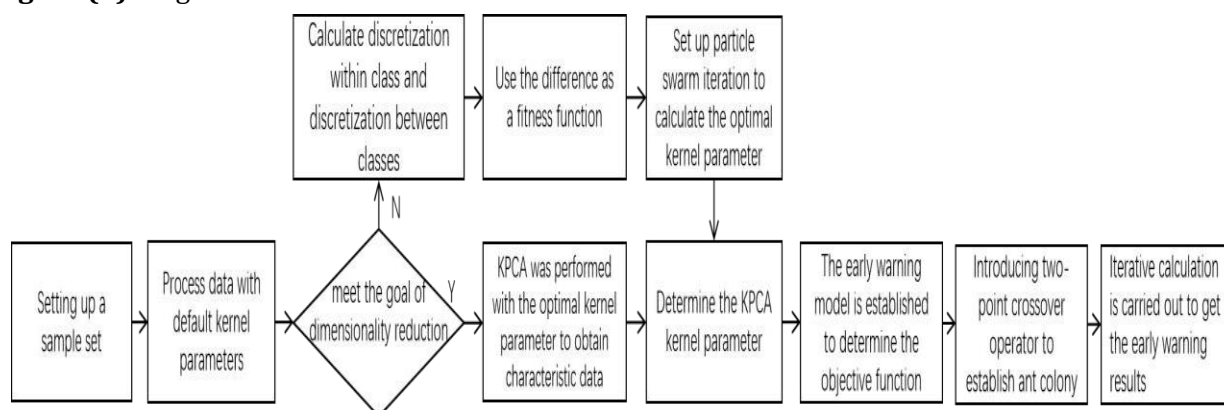 Calculate discretization
within class and
discretization between
classes
Use the difference as
a fitness function
Set up particle
swarm iteration to
calculate the optimal
kernel parameter
N
Setting up a
sample set
Process data with
default kernel
parameters
meet the goal of
dimensionality reduction
Y
KPCA was performed
with the optimal kernel
parameter to obtain
characteristic data
Determine the KPCA
kernel parameter
The early warning
model is established
to determine the
objective function
Introducing two-
point crossover
operator to
establish ant colony
Iterative calculation
is carried out to get
the early warning
results